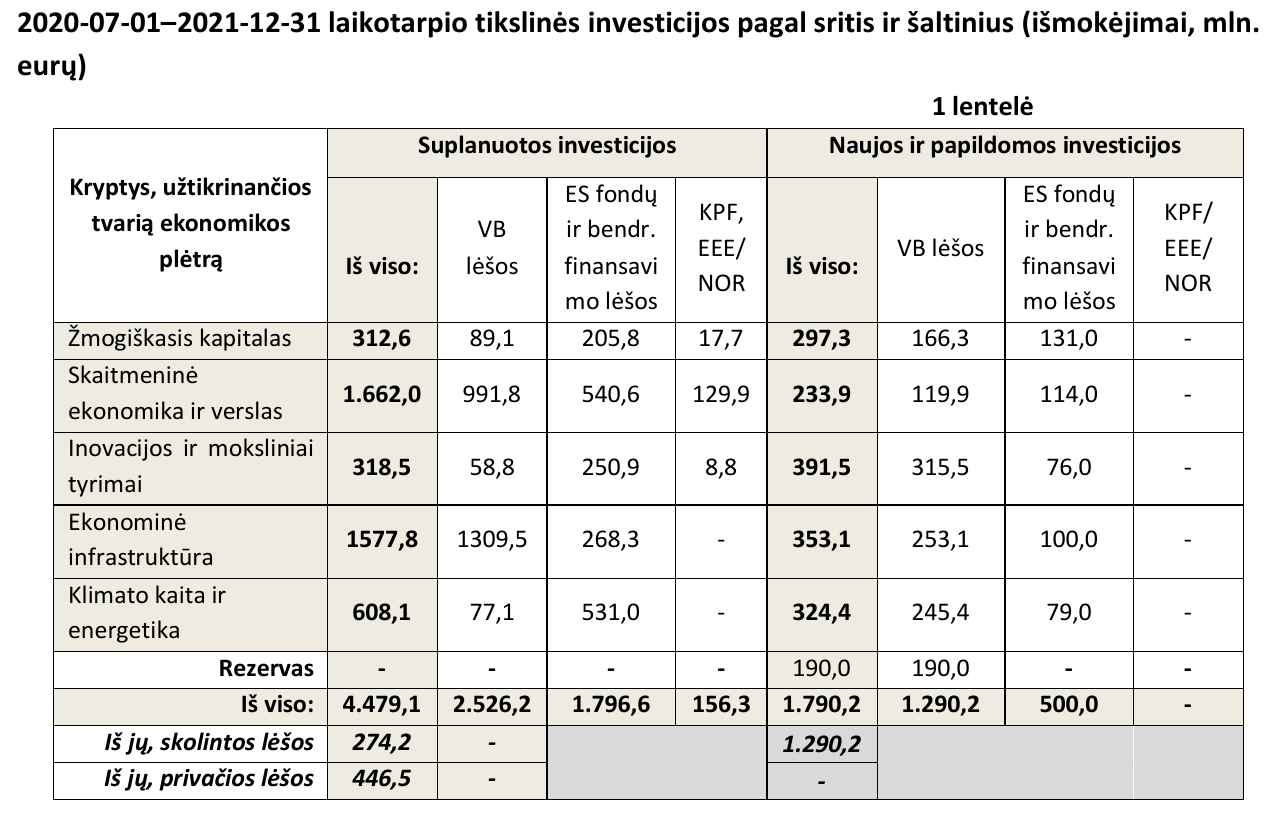 2020-07-01–2021-12-31 laikotarpio tikslinės investicijos pagal sritis ir šaltinius (išmokėjimai, mln.
eurų)
1 lentelė
Kryptys, užtikrinančios
tvarią ekonomikos
plėtrą
Suplanuotos investicijos
Naujos ir papildomos investicijos
Iš viso:
VB
lėšos
ES fondų
ir bendr.
finansavi
mo lėšos
KPF,
EEE/
NOR
Iš viso:
VB lėšos
ES fondų
ir bendr.
finansavi
mo lėšos
KPF/
EEE/
NOR
Žmogiškasis kapitalas 312,6 89,1 205,8 17,7 297,3 166,3 131,0 -
Skaitmeninė
ekonomika ir verslas 1.662,0 991,8 540,6 129,9 233,9 119,9 114,0 -
Inovacijos ir moksliniai
tyrimai 318,5 58,8 250,9 8,8 391,5 315,5 76,0 -
Ekonominė
infrastruktūra 1577,8 1309,5 268,3 - 353,1 253,1 100,0 -
Klimato kaita ir
energetika 608,1 77,1 531,0 - 324,4 245,4 79,0 -
Rezervas - - - - 190,0 190,0 - -
Iš viso: 4.479,1 2.526,2 1.796,6 156,3 1.790,2 1.290,2 500,0 -
Iš jų, skolintos lėšos 274,2 - 1.290,2
Iš jų, privačios lėšos 446,5 - -